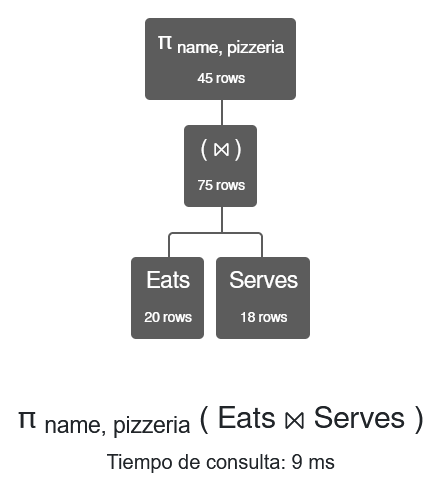 π name, pizzeria
45 rows
( ⋈ )
75 rows
Eats
20 rows
Serves
18 rows
π name, pizzeria ( Eats ⋈ Serves )
Tiempo de consulta: 9 ms